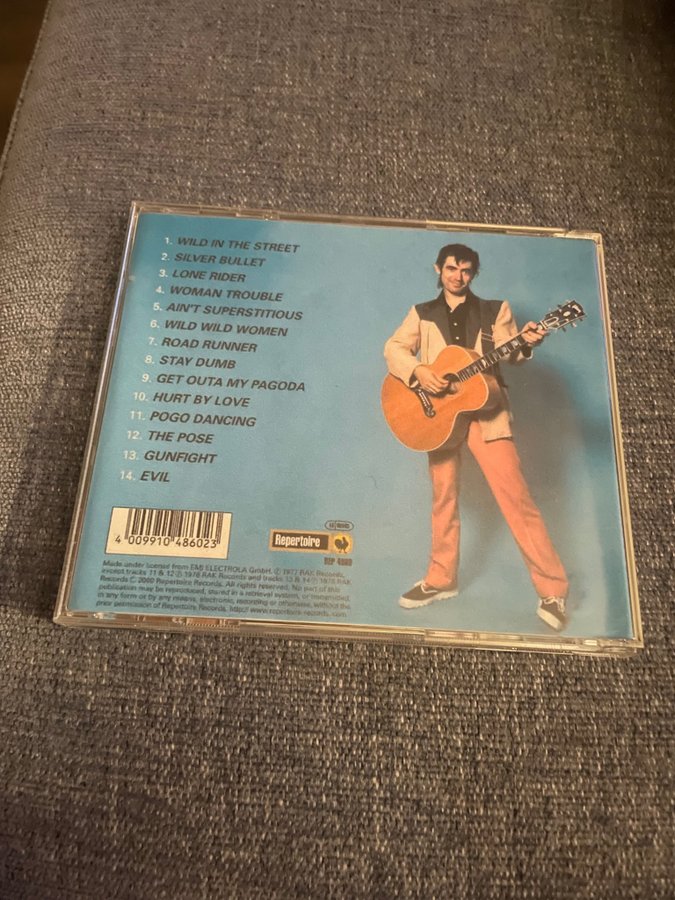 1. WILD IN THE STREET
2. SILVER BULLET
3. LONE RIDER
4. WOMAN TROUBLE
5. AIN'T SUPERSTITIOUS
6. WILD WILD WOMEN
7. ROAD RUNNER
8. STAY DUMB
9. GET OUTA MY PAGODA
10. HURT BY LOVE
11. POGO DANCING
12. THE POSE
13. GUNFIGHT
14. EVIL
4 009910 486023
Repertoire
REP 4860
Made under license from EMI ELECTROLA GmbH. ℗ 1977 RAK Records,
except tracks 11 & 12 ℗ 1978 RAK Records and tracks 13 & 14 ℗ 1976 RAK
Records © 2000 Repertoire Records. All rights reserved. No part of this
publication may be reproduced, stored in a retrieval system, or transmitted
in any form or by any means, electronic, recording or otherwise, without the
prior permission of Repertoire Records, http://www.repertoire-records.com